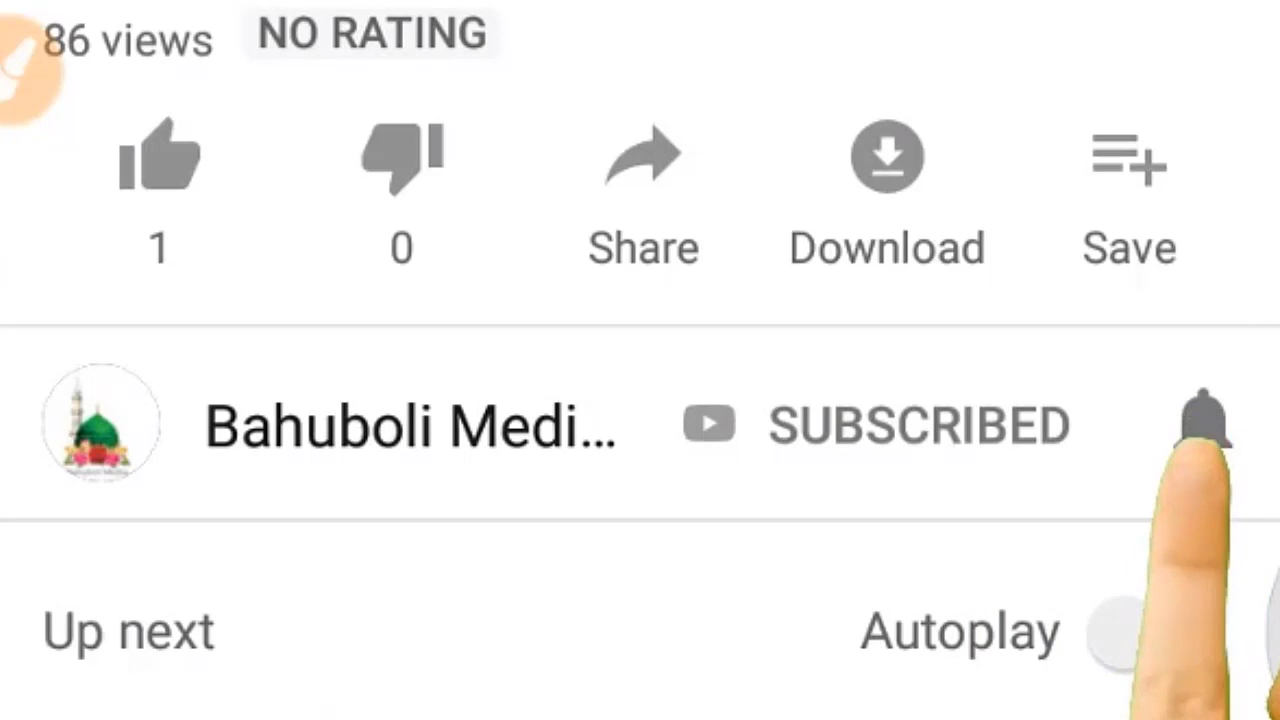 86 views NO RATING
1 0 Share Download Save
Bahuboli Medi... SUBSCRIBED
Up next Autoplay